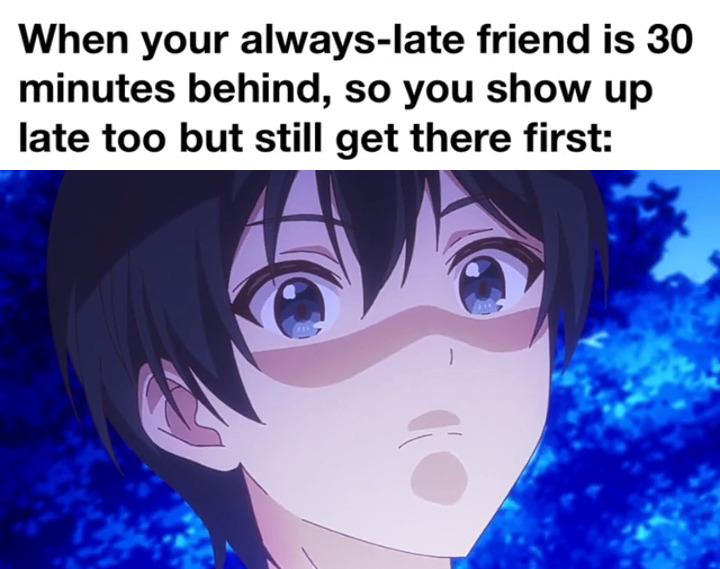 When your always-late friend is 30
minutes behind, so you show up
late too but still get there first: